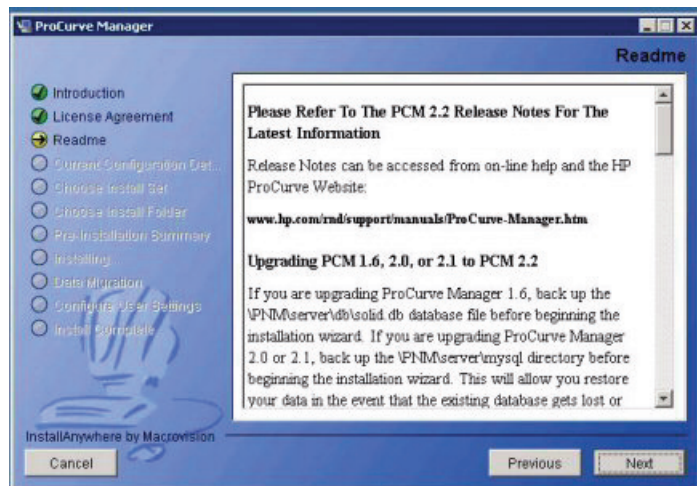 ProCurve Manager
Readme
Introduction
License Agreement
Readme
Current Configuration Det...
Choose Install Set
Choose Install Folder
Pre-Installation Summary
Installing...
Data Migration
Configure User Settings
Install Complete
Please Refer To The PCM 2.2 Release Notes For The
Latest Information
Release Notes can be accessed from on-line help and the HP
ProCurve Website:
www.hp.com/rnd/support/manuals/ProCurve-Manager.htm
Upgrading PCM 1.6, 2.0, or 2.1 to PCM 2.2
If you are upgrading ProCurve Manager 1.6, back up the
\PNM\server\db\solid.db database file before beginning the
installation wizard. If you are upgrading ProCurve Manager
2.0 or 2.1, back up the \PNM\server\mysql directory before
beginning the installation wizard. This will allow you restore
your data in the event that the existing database gets lost or
InstallAnywhere by Macrovision
Cancel
Previous
Next